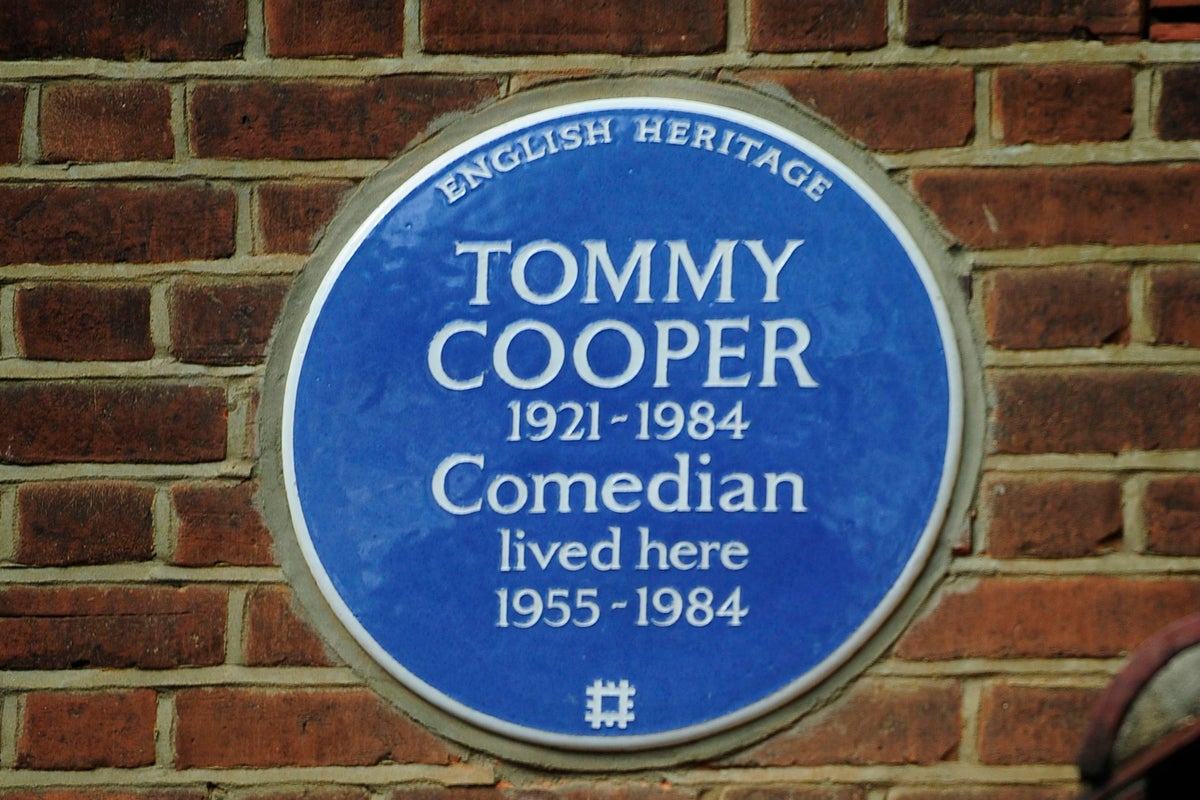 ENGLISH HERITAGE
TOMMY
COOPER
1921-1984
Comedian
lived here
1955-1984